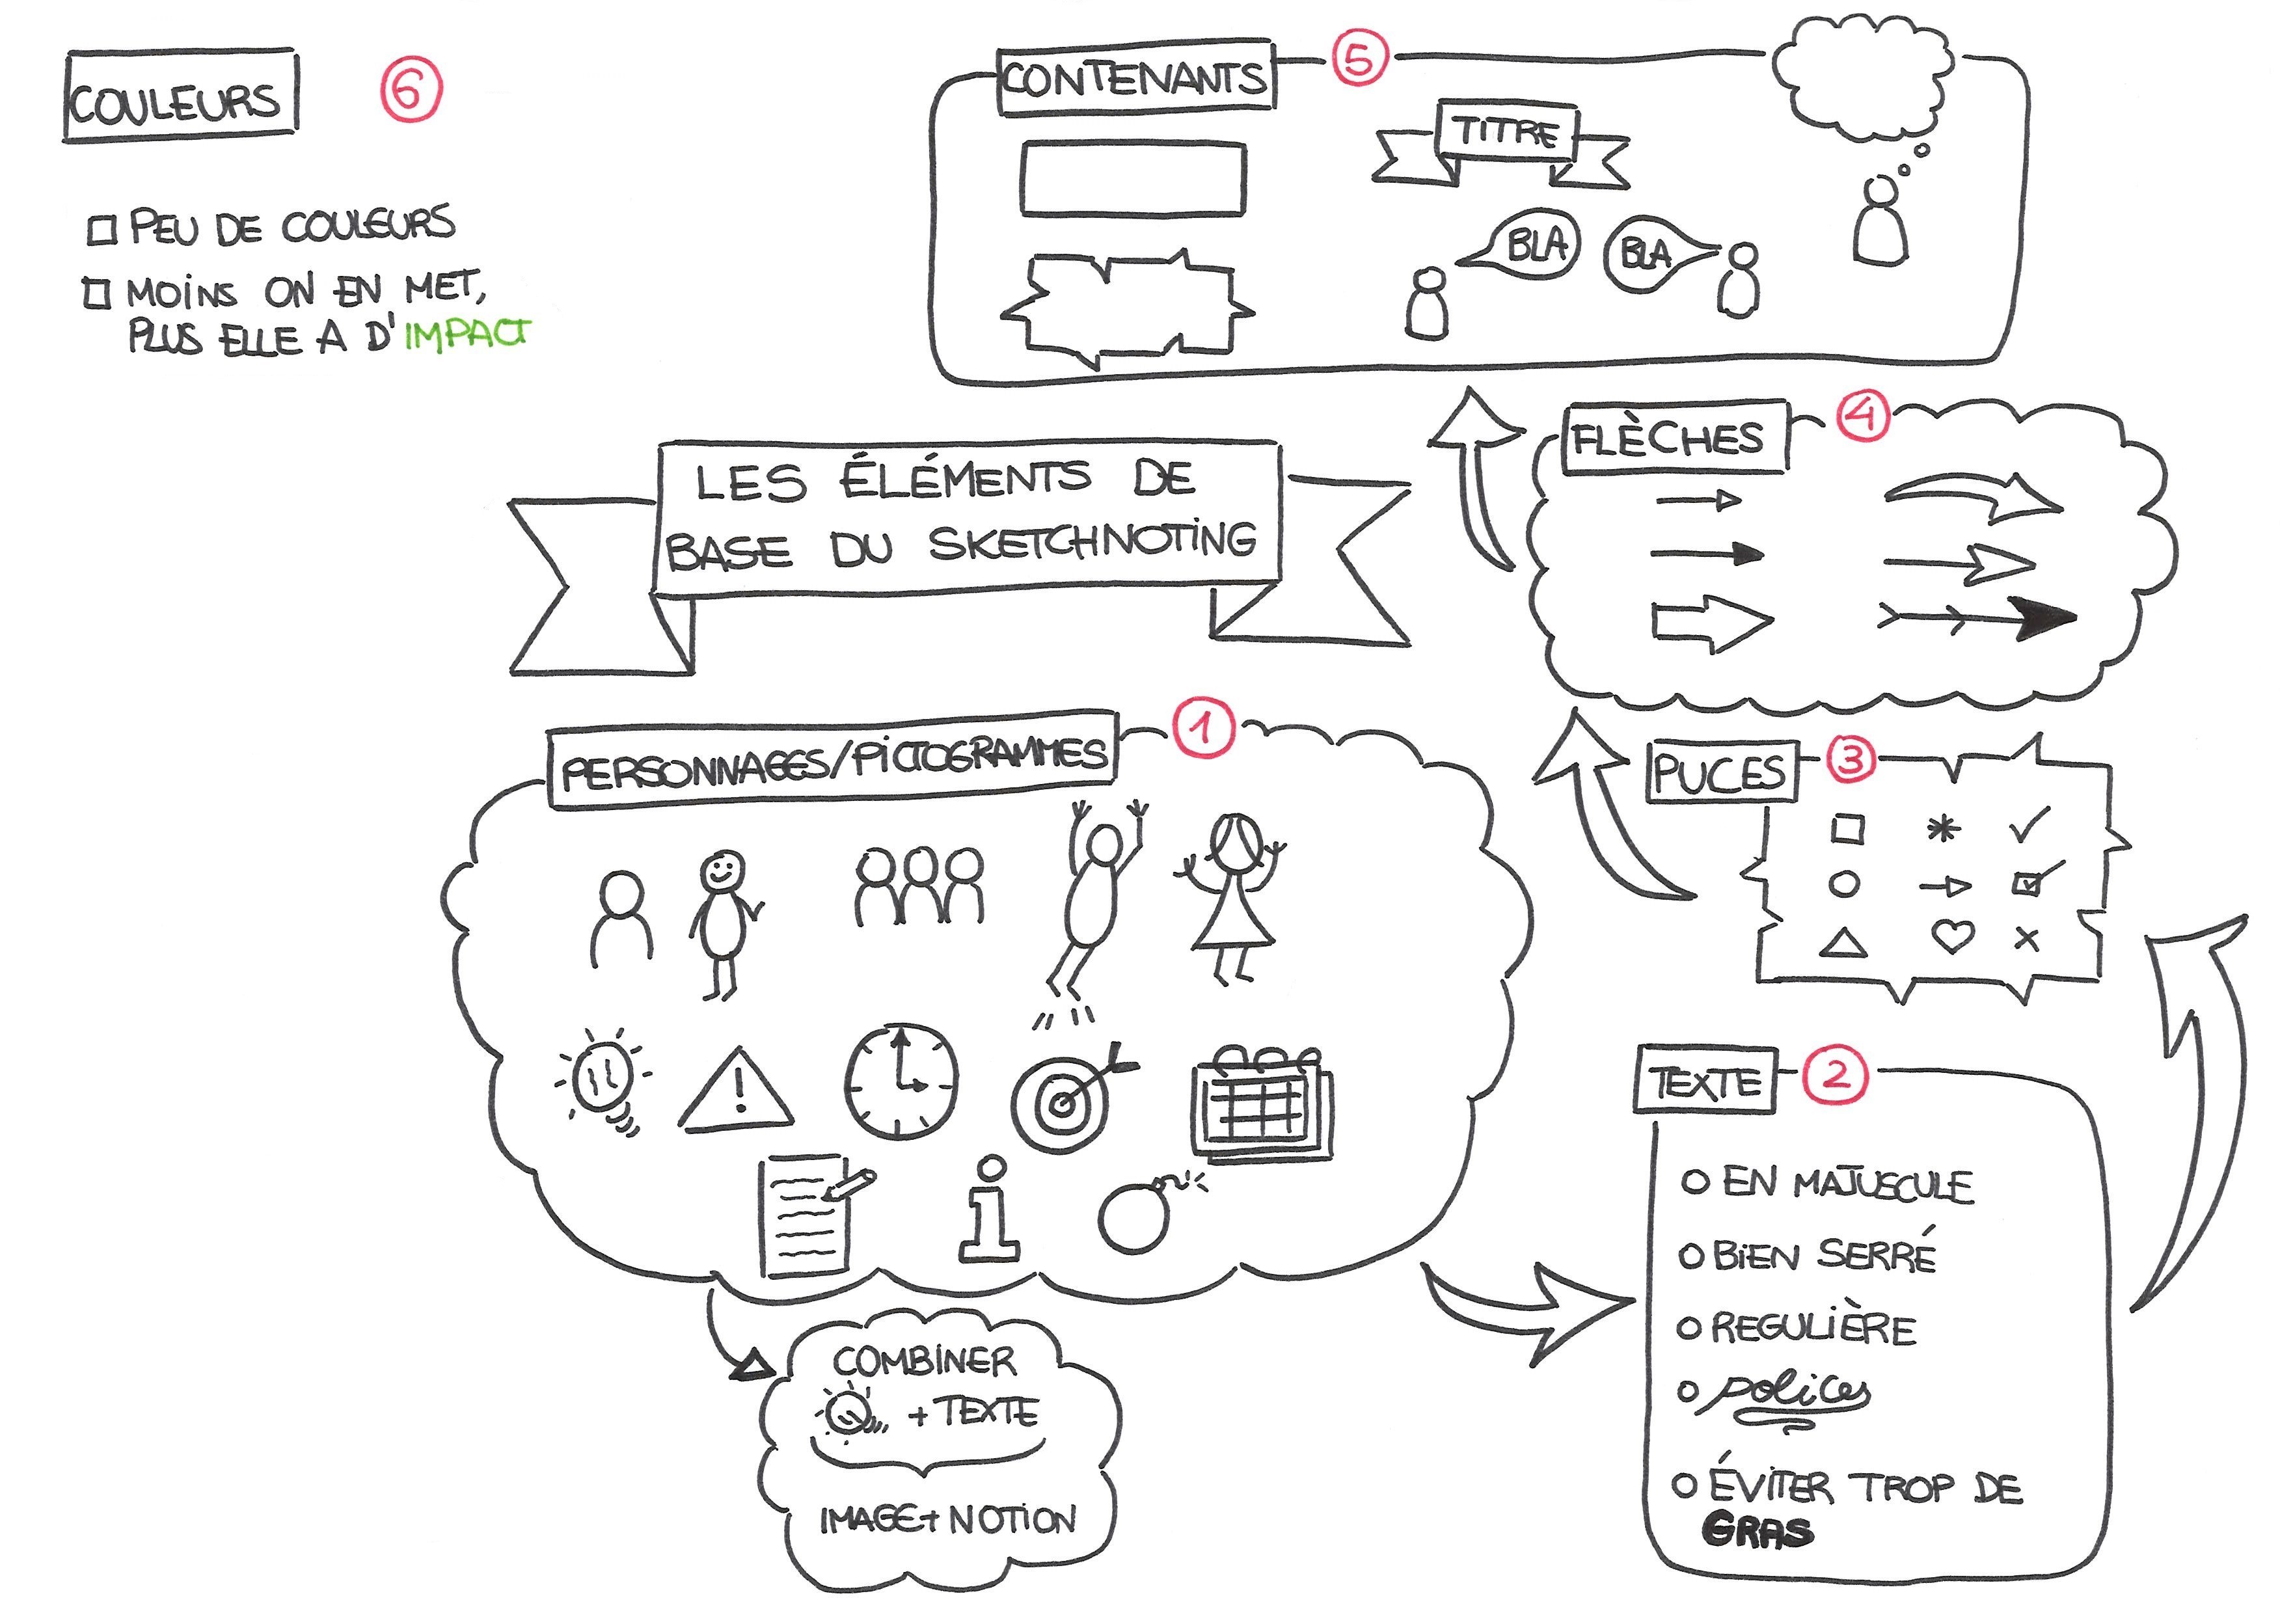 COULEURS 6
□ PEU DE COULEURS
□ MOINS ON EN MET,
PLUS ELLE A D'IMPACT
CONTENANTS 5
TITRE
BLA BLA
LES ÉLÉMENTS DE
BASE DU SKETCHNOTING
FLÈCHES 4
PERSONNAGES/PICTOGRAMMES 1
!
i
COMBINER
+ TEXTE
IMAGE + NOTION
PUCES 3
TEXTE 2
O EN MAJUSCULE
O BIEN SERRÉ
O REGULIÈRE
O polices
O ÉVITER TROP DE
GRAS